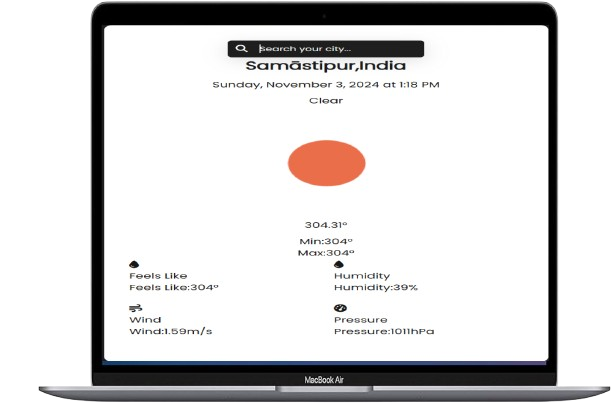 Search your city...
Samāstipur,India
Sunday, November 3, 2024 at 1:18 PM
Clear
304.31°
Min:304°
Max:304°
Feels Like
Feels Like:304°
Humidity
Humidity:39%
Wind
Wind:1.59m/s
Pressure
Pressure:1011hPa
MacBook Air